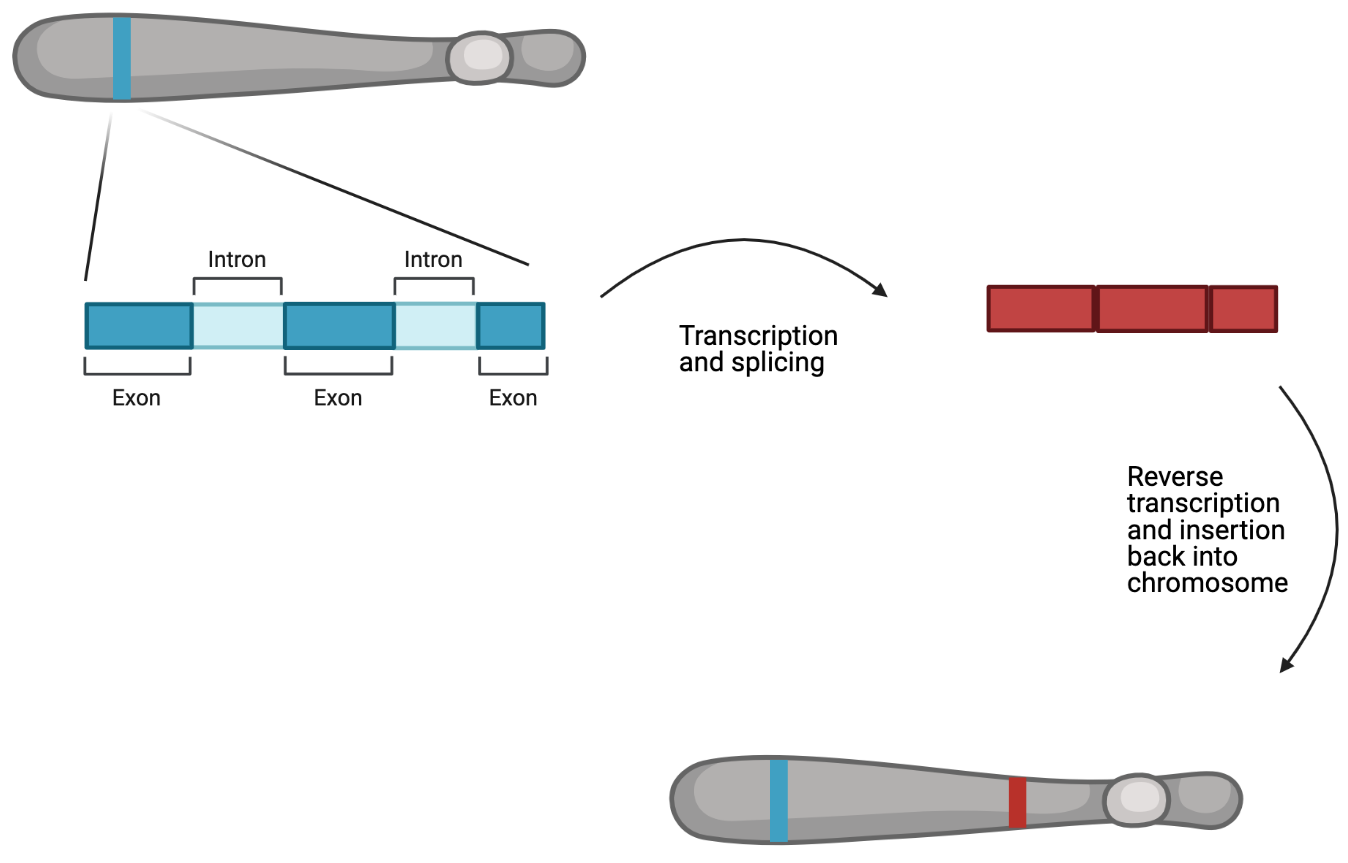 Intron
Intron
Exon
Exon
Exon
Transcription
and splicing
Reverse
transcription
and insertion
back into
chromosome